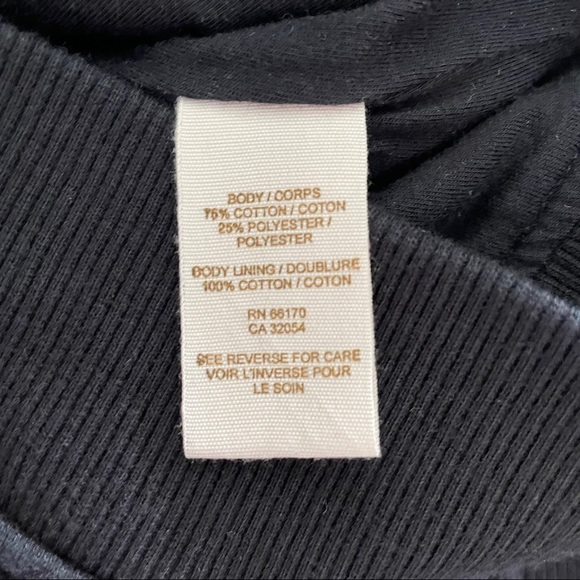 BODY / CORPS
75% COTTON / COTON
25% POLYESTER /
POLYESTER
BODY LINING / DOUBLURE
100% COTTON / COTON
RN 66170
CA 32054
SEE REVERSE FOR CARE
VOIR L'INVERSE POUR
LE SOIN